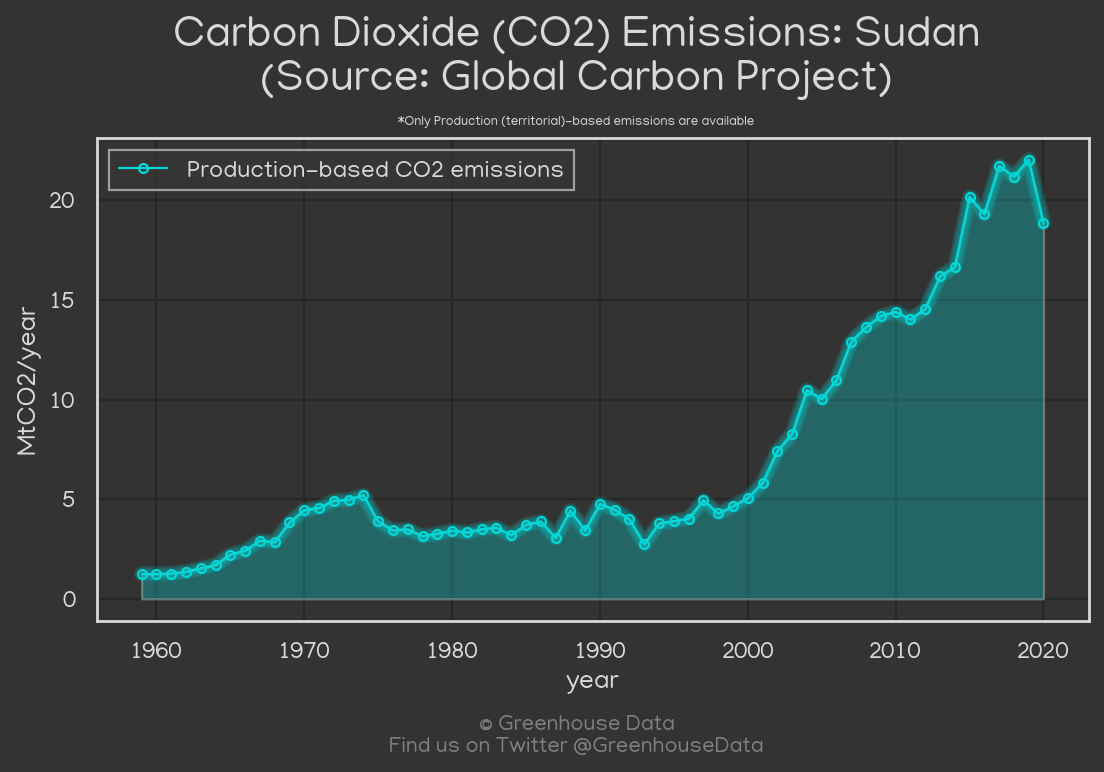 Carbon Dioxide (CO2) Emissions: Sudan
(Source: Global Carbon Project)
*Only Production (territorial)-based emissions are available
Production-based CO2 emissions
MtCO2/year
20
15
10
5
0
1960 1970 1980 1990 2000 2010 2020
year
© Greenhouse Data
Find us on Twitter @GreenhouseData